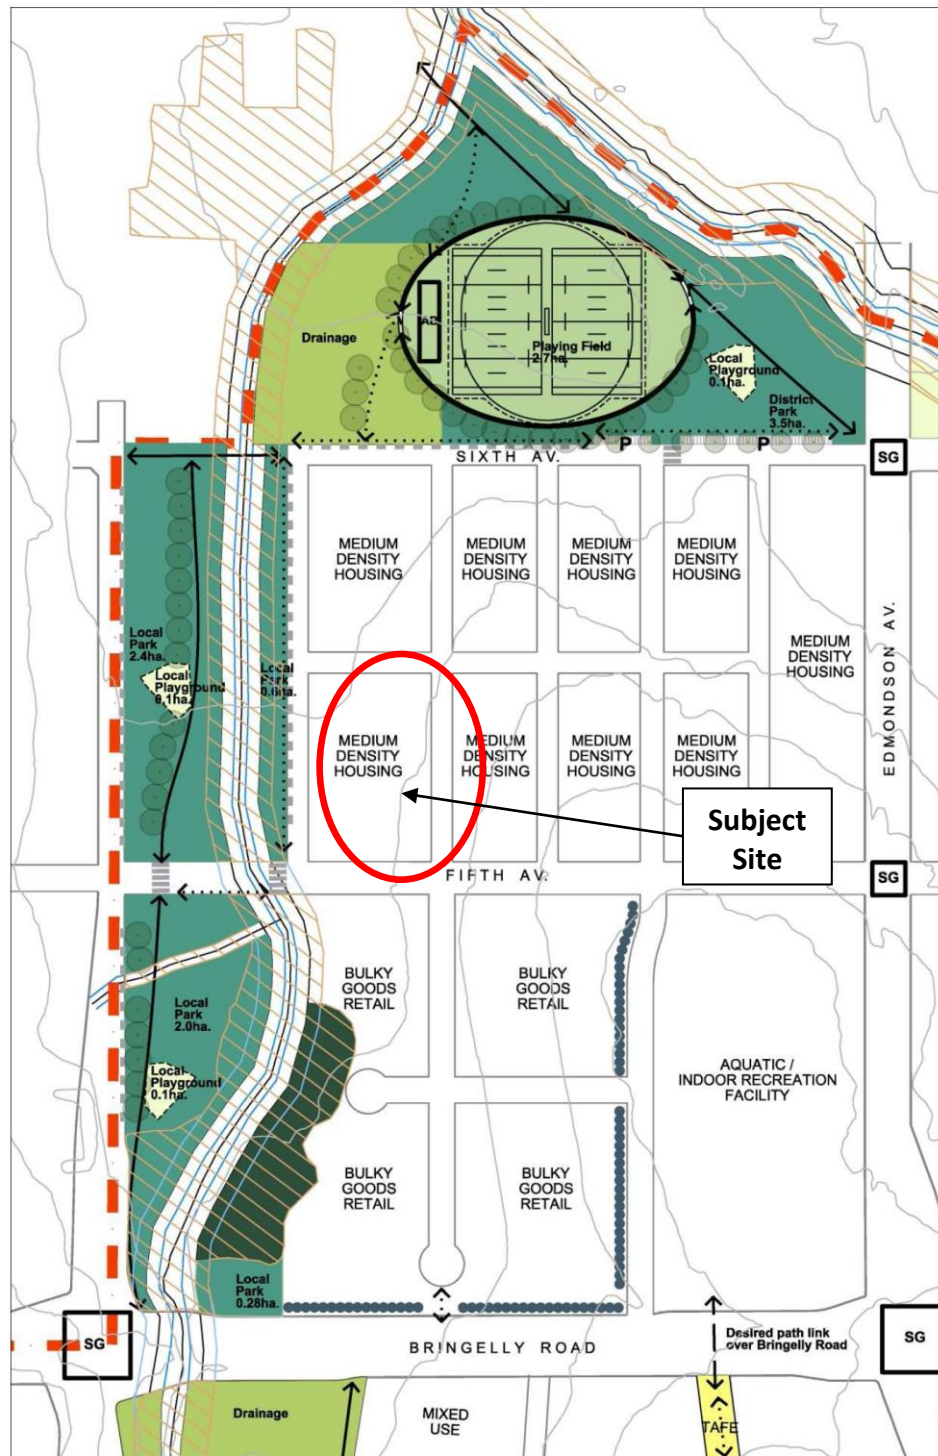 Drainage
AE
Playing Field
2.7ha.
Local
Playground
0.1ha.
District
Park
3.5ha.
P
P
SIXTH AV.
SG
MEDIUM
DENSITY
HOUSING
MEDIUM
DENSITY
HOUSING
MEDIUM
DENSITY
HOUSING
MEDIUM
DENSITY
HOUSING
MEDIUM
DENSITY
HOUSING
EDMONDSON AV.
Local
Park
2.4ha.
Local
Playground
0.1ha.
Local
Park
0.6ha.
MEDIUM
DENSITY
HOUSING
MEDIUM
DENSITY
HOUSING
MEDIUM
DENSITY
HOUSING
MEDIUM
DENSITY
HOUSING
Subject
Site
FIFTH AV.
SG
BULKY
GOODS
RETAIL
BULKY
GOODS
RETAIL
Local
Park
2.0ha.
Local
Playground
0.1ha.
AQUATIC /
INDOOR RECREATION
FACILITY
BULKY
GOODS
RETAIL
BULKY
GOODS
RETAIL
Local
Park
0.28ha.
SG
BRINGELLY ROAD
Desired path link
over Bringelly Road
SG
Drainage
MIXED
USE
TAFE